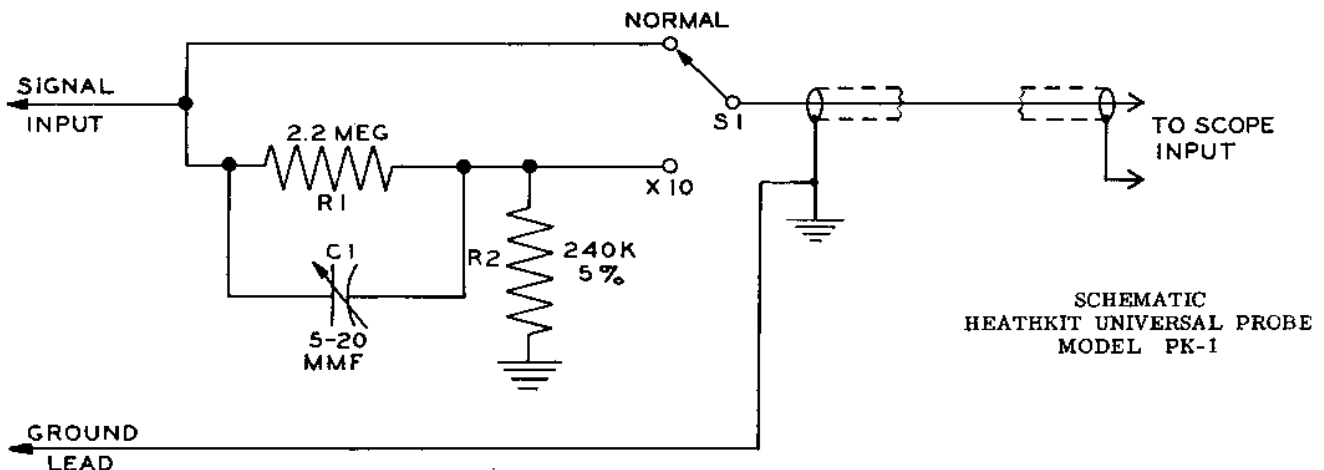 NORMAL
SIGNAL
INPUT
S1
TO SCOPE
INPUT
2.2 MEG
R1
X10
C1
5-20
MMF
R2
240K
5%
SCHEMATIC
HEATHKIT UNIVERSAL PROBE
MODEL PK-1
GROUND
LEAD